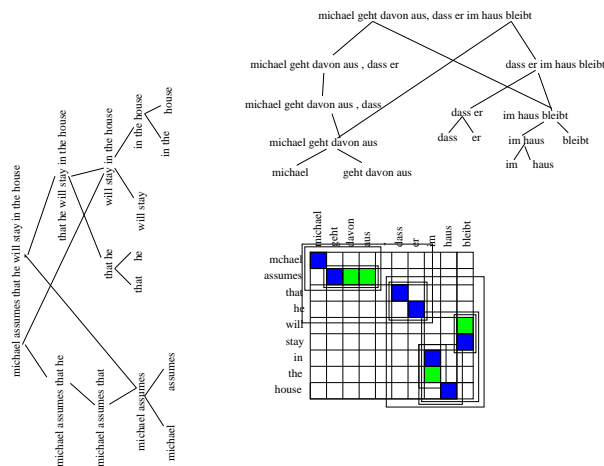 michael geht davon aus, dass er im haus bleibt
michael geht davon aus , dass er
dass er im haus bleibt
michael geht davon aus , dass
dass er
im haus bleibt
michael geht davon aus
dass
er
im haus
bleibt
michael
geht davon aus
im
haus
michael assumes that he will stay in the house
that he will stay in the house
will stay in the house
in the house
house
in the
will stay
that he
he
that
michael assumes that he
michael assumes that
michael assumes
assumes
michael
michael
geht
davon
aus
,
dass
er
im
haus
bleibt
mchael
assumes
that
he
will
stay
in
the
house